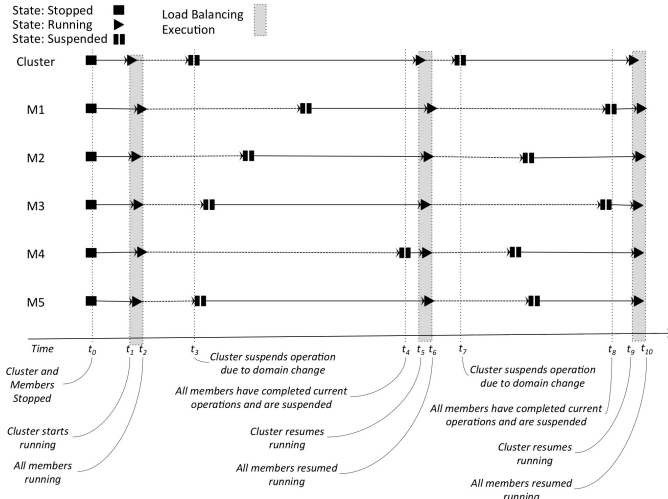 State: Stopped
State: Running
State: Suspended
Load Balancing
Execution
Cluster
M1
M2
M3
M4
M5
Time
t0
t1
t2
t3
t4
t5
t6
t7
t8
t9
t10
Cluster and
Members
Stopped
Cluster starts
running
All members
running
Cluster suspends operation
due to domain change
All members have completed current
operations and are suspended
Cluster resumes
running
All members resumed
running
Cluster suspends operation
due to domain change
All members have completed current
operations and are suspended
Cluster resumes
running
All members resumed
running